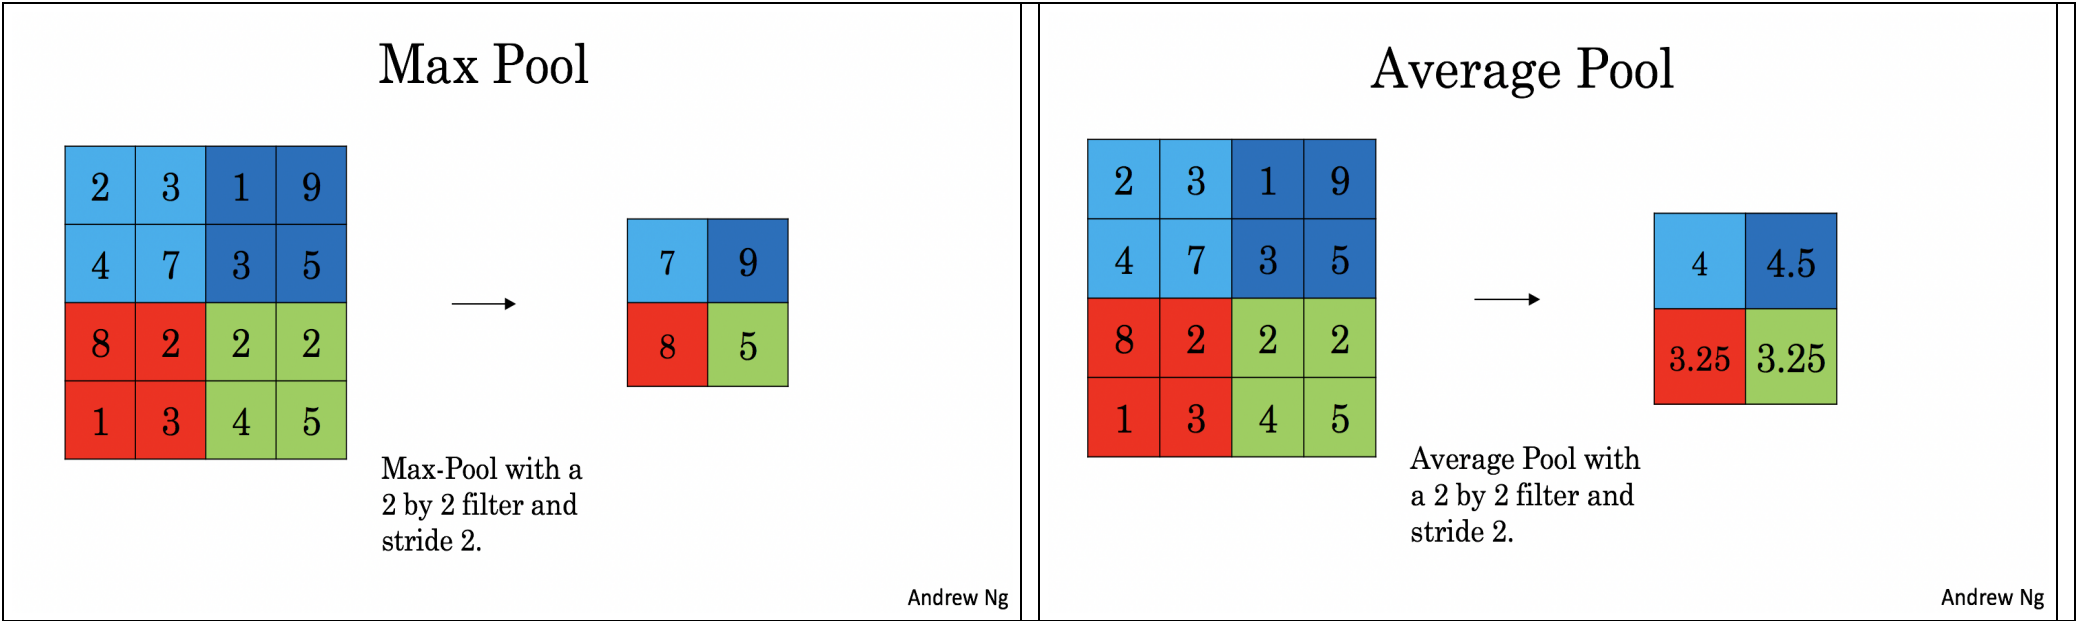 Max Pool
2 3 1 9
4 7 3 5
8 2 2 2
1 3 4 5
7 9
8 5
Max-Pool with a
2 by 2 filter and
stride 2.
Andrew Ng
Average Pool
2 3 1 9
4 7 3 5
8 2 2 2
1 3 4 5
4 4.5
3.25 3.25
Average Pool with
a 2 by 2 filter and
stride 2.
Andrew Ng